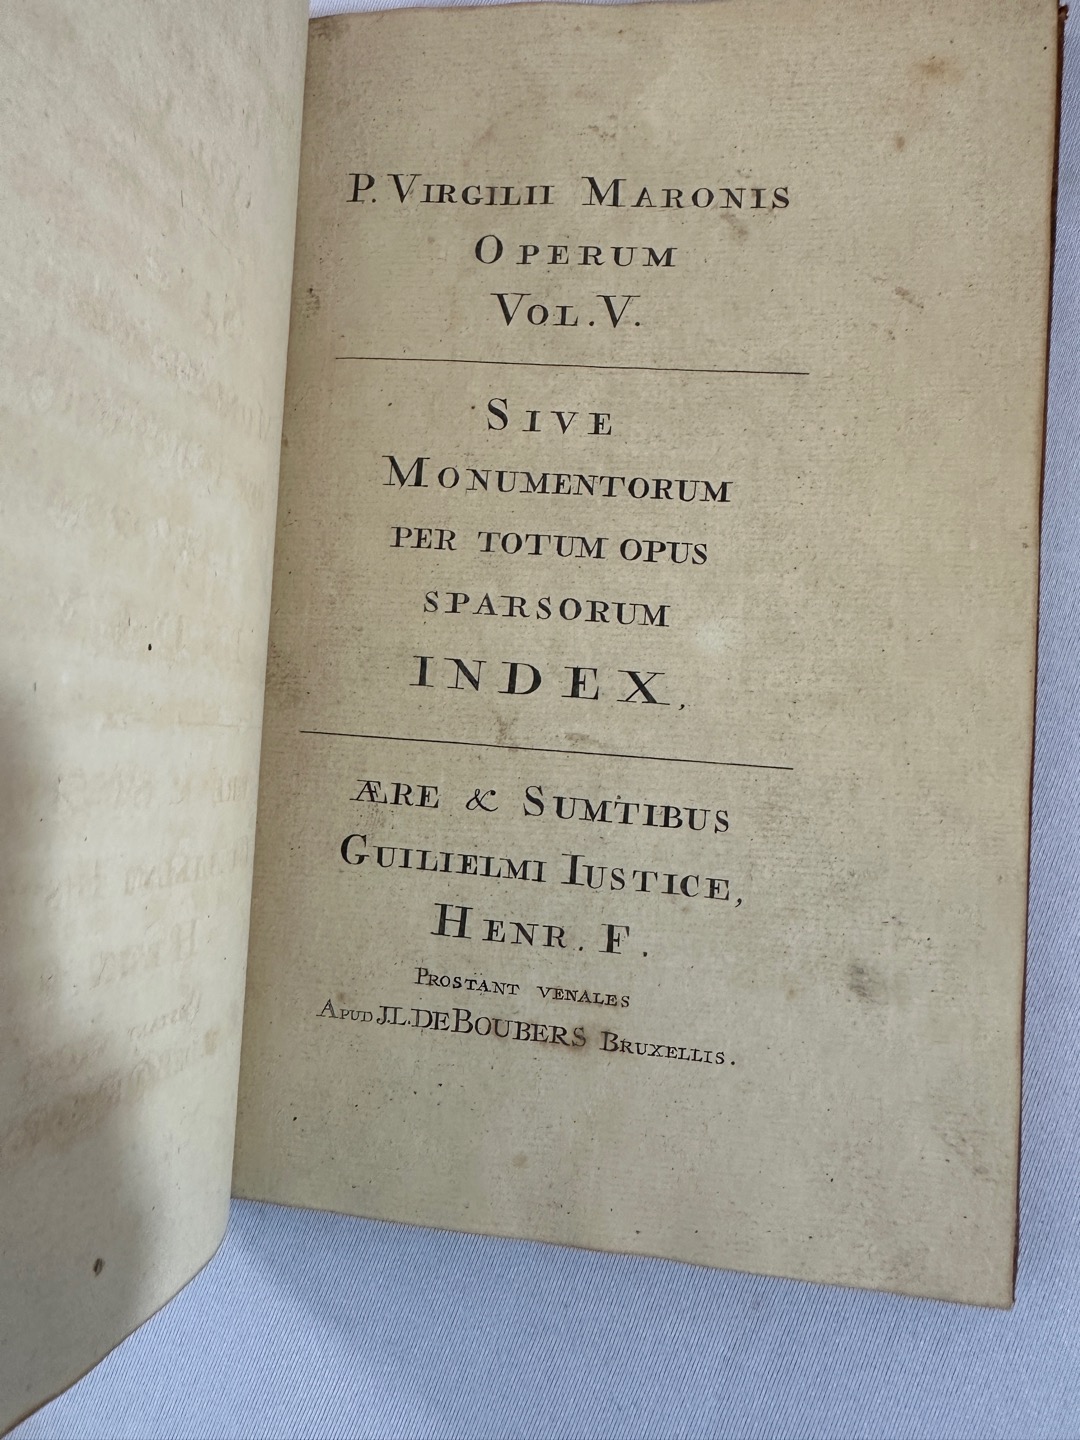 P. VIRGILII MARONIS
OPERUM
VOL. V.
SIVE
MONUMENTORUM
PER TOTUM OPUS
SPARSORUM
INDEX,
ÆRE & SUMTIBUS
GUILIELMI IUSTICE,
HENR. F.
PROSTANT VENALES
APUD J.L. DE BOUBERS BRUXELLIS.